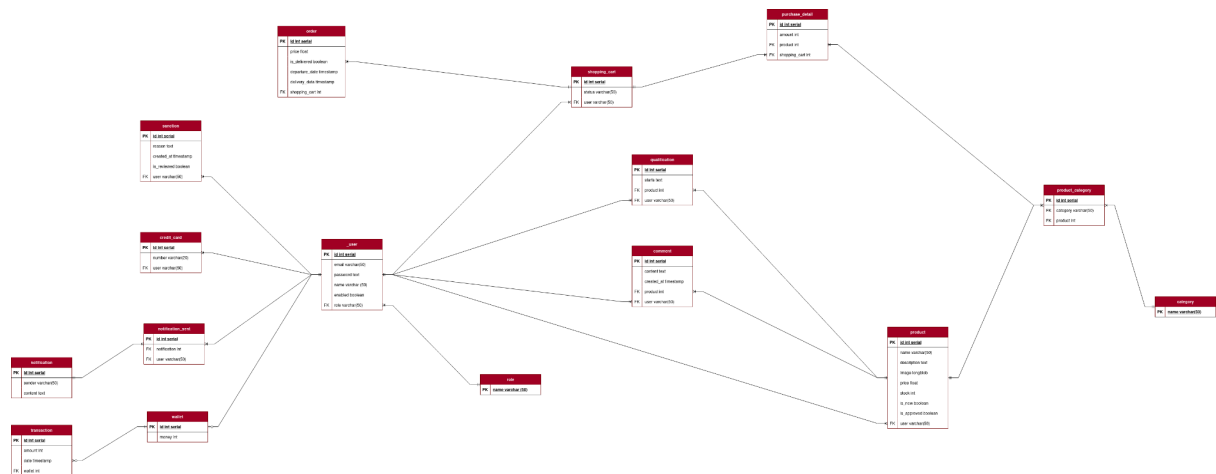 order
PK id int serial
price float
is_delivered boolean
departure_date timestamp
delivery_date timestamp
FK shopping_cart int
purchase_detail
PK id int serial
amount int
FK product int
FK shopping_cart int
shopping_cart
PK id int serial
status varchar(50)
FK user varchar(50)
sanction
PK id int serial
reason text
created_at timestamp
is_reviewed boolean
FK user varchar(50)
qualification
PK id int serial
FK product int
FK user varchar(50)
product_category
PK id int serial
FK category varchar(50)
FK product int
credit_card
PK id int serial
number varchar(20)
FK user varchar(50)
_user
PK id int serial
email varchar(50)
password text
name varchar (50)
enabled boolean
FK role varchar(50)
comment
PK id int serial
content text
created_at timestamp
FK product int
FK user varchar(50)
category
PK name varchar(50)
notification
PK id int serial
FK notification int
FK user varchar(50)
product
PK id int serial
name varchar(50)
description text
image longblob
price float
stock int
is_new boolean
is_approved boolean
FK user varchar(50)
notification
PK id int serial
sender varchar(50)
content text
role
PK name varchar (50)
wallet
PK id int serial
money int
transaction
PK id int serial
amount int
date timestamp
FK wallet int